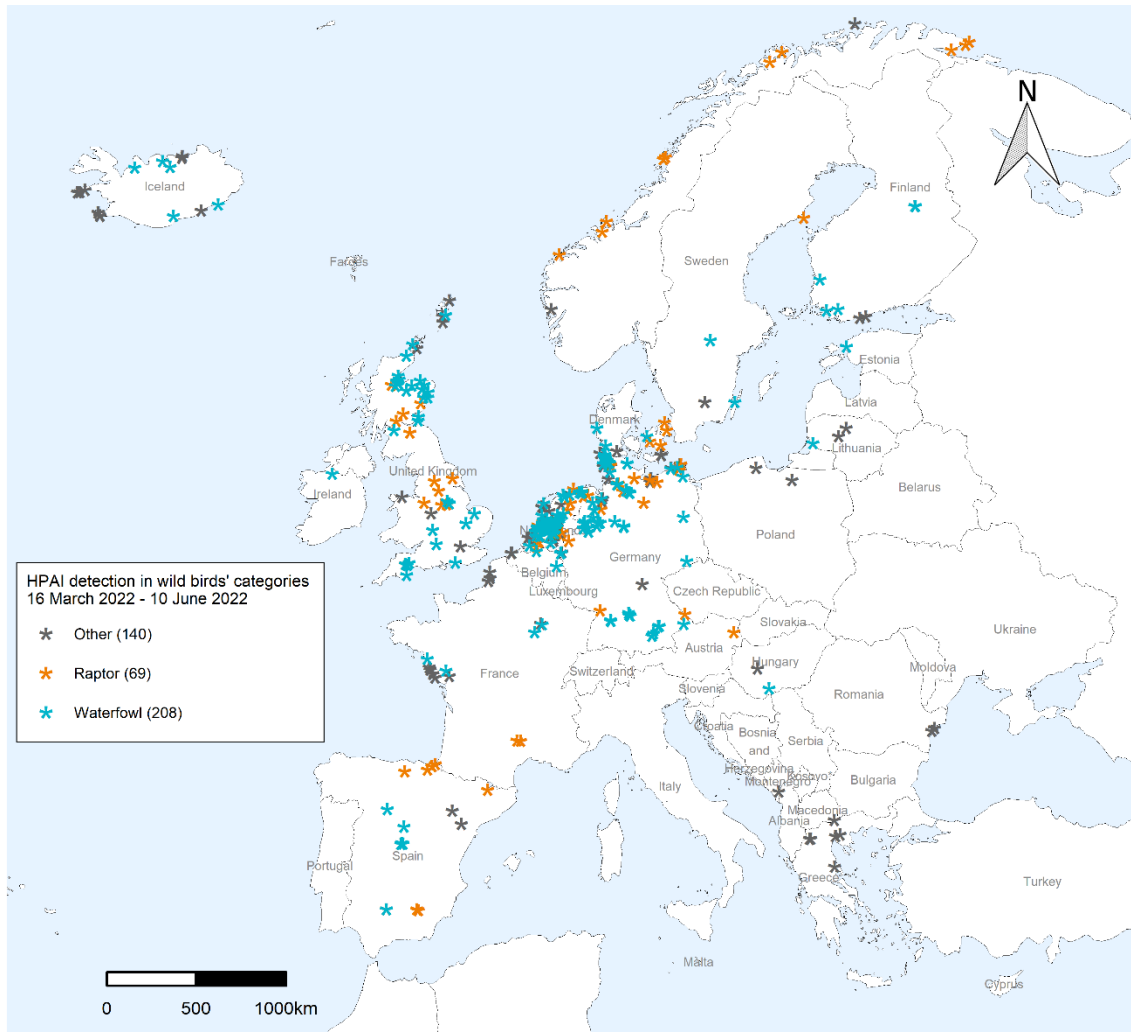 N
Iceland
Finland
Faroes
Sweden
Estonia
Latvia
Denmark
Lithuania
United Kingdom
Ireland
Belarus
Poland
Germany
Belgium
Luxembourg
Czech Republic
HPAI detection in wild birds' categories
16 March 2022 - 10 June 2022
Other (140)
Raptor (69)
Waterfowl (208)
Slovakia
Ukraine
Austria
Hungary
Moldova
France
Switzerland
Slovenia
Romania
Croatia
Bosnia
and
Herzegovina
Serbia
Montenegro
Kosovo
Bulgaria
Italy
Macedonia
Albania
Portugal
Spain
Greece
Turkey
Malta
Cyprus
0
500
1000km